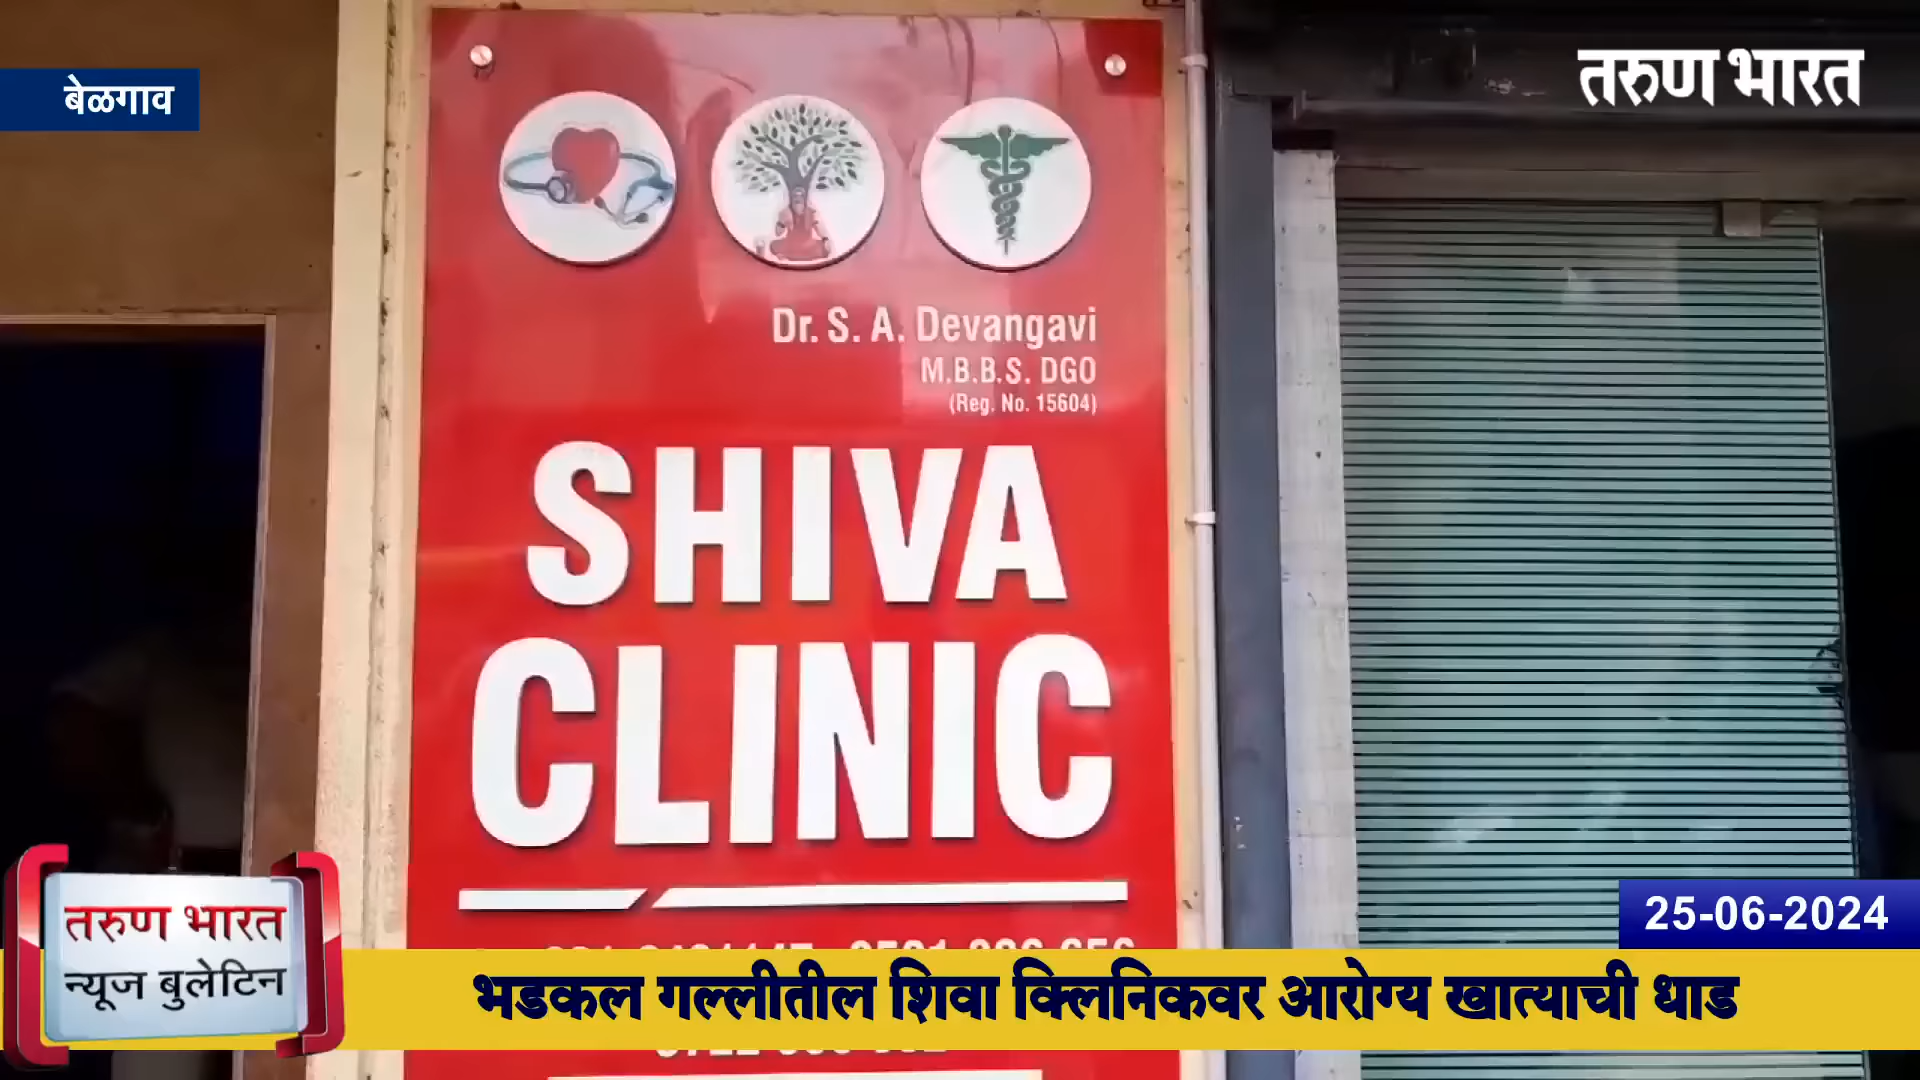 बेळगाव
तरुण भारत
Dr. S. A. Devangavi
M.B.B.S. DGO
(Reg. No. 15604)
SHIVA
CLINIC
25-06-2024
तरुण भारत
न्यूज बुलेटिन
भडकल गल्लीतील शिवा क्लिनिकवर आरोग्य खात्याची धाड